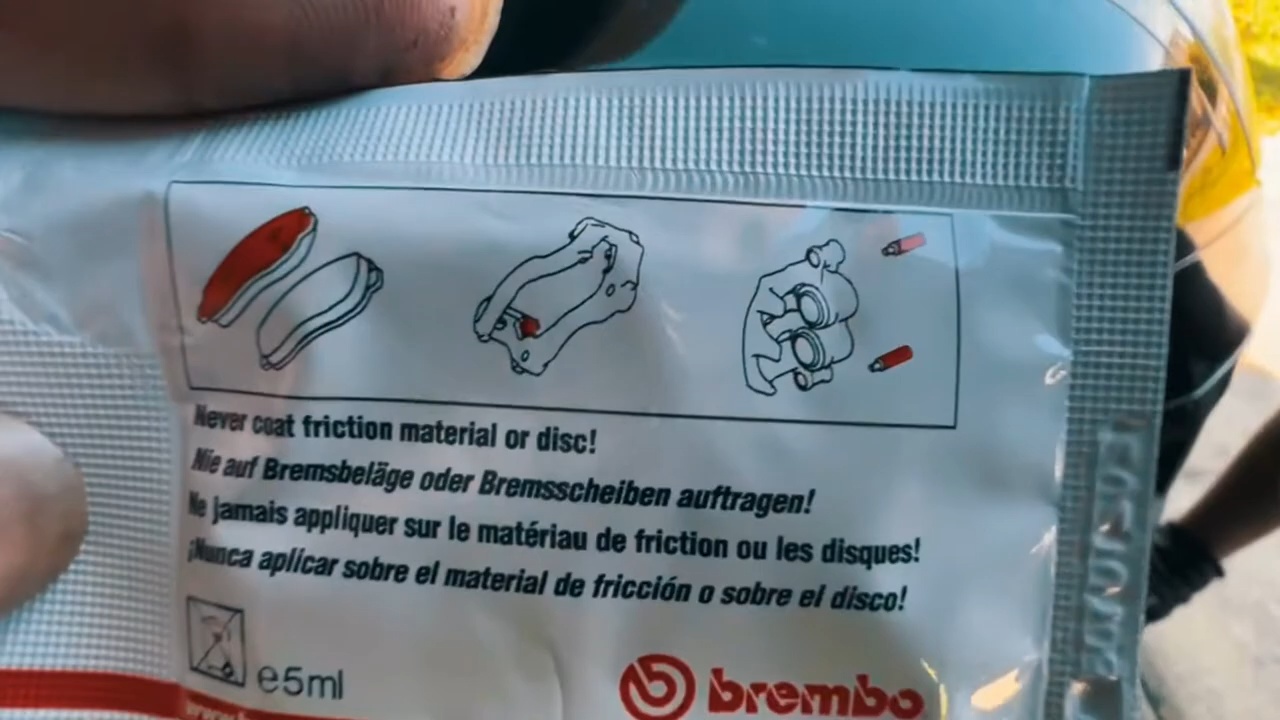 Never coat friction material or disc!
Nie auf Bremsbeläge oder Bremsscheiben auftragen!
Ne jamais appliquer sur le matériau de friction ou les disques!
¡Nunca aplicar sobre el material de fricción o sobre el disco!
e5ml
brembo